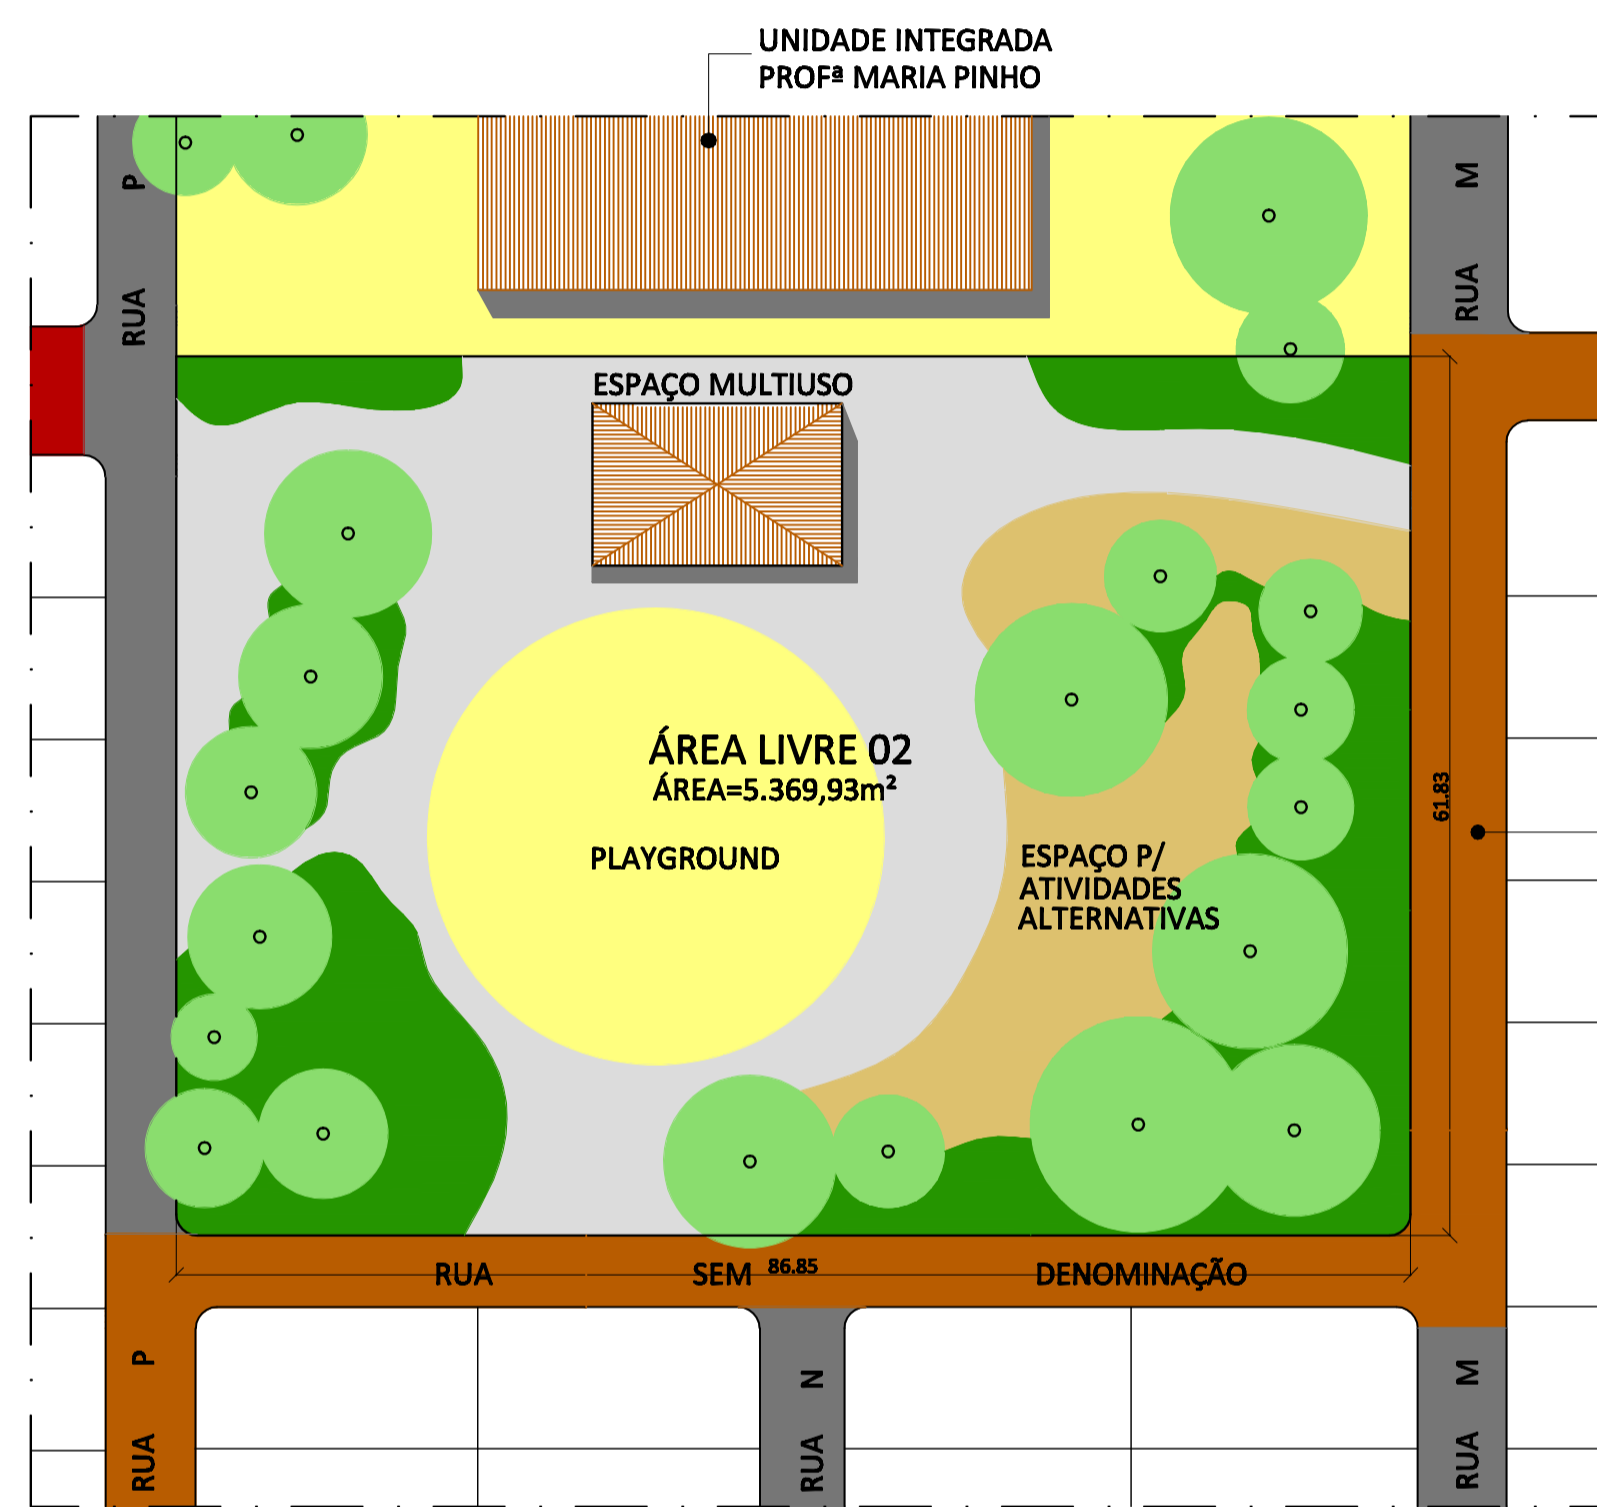 UNIDADE INTEGRADA
PROFª MARIA PINHO
RUA P
RUA M
ESPAÇO MULTIUSO
ÁREA LIVRE 02
ÁREA=5.369,93m²
PLAYGROUND
ESPAÇO P/
ATIVIDADES
ALTERNATIVAS
61.83
86.85
RUA SEM DENOMINAÇÃO
RUA P
RUA N
RUA M